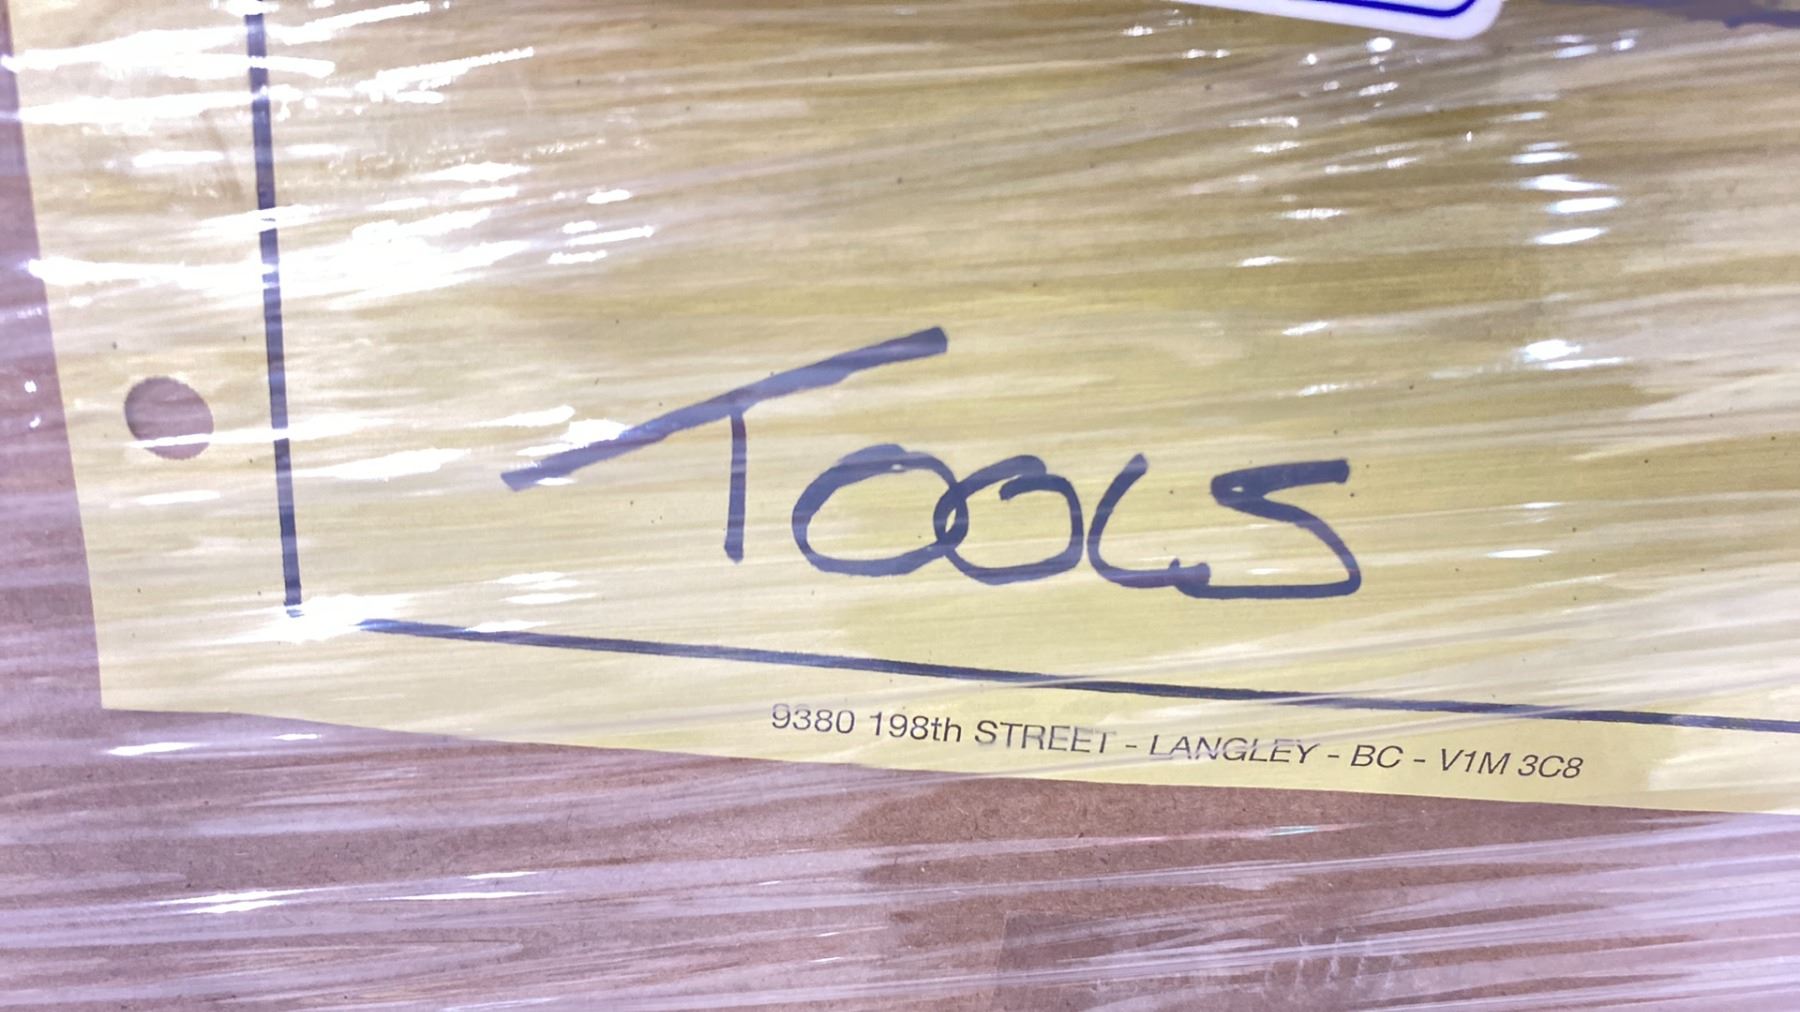 TOOLS
9380 198th STREET - LANGLEY - BC - V1M 3C8